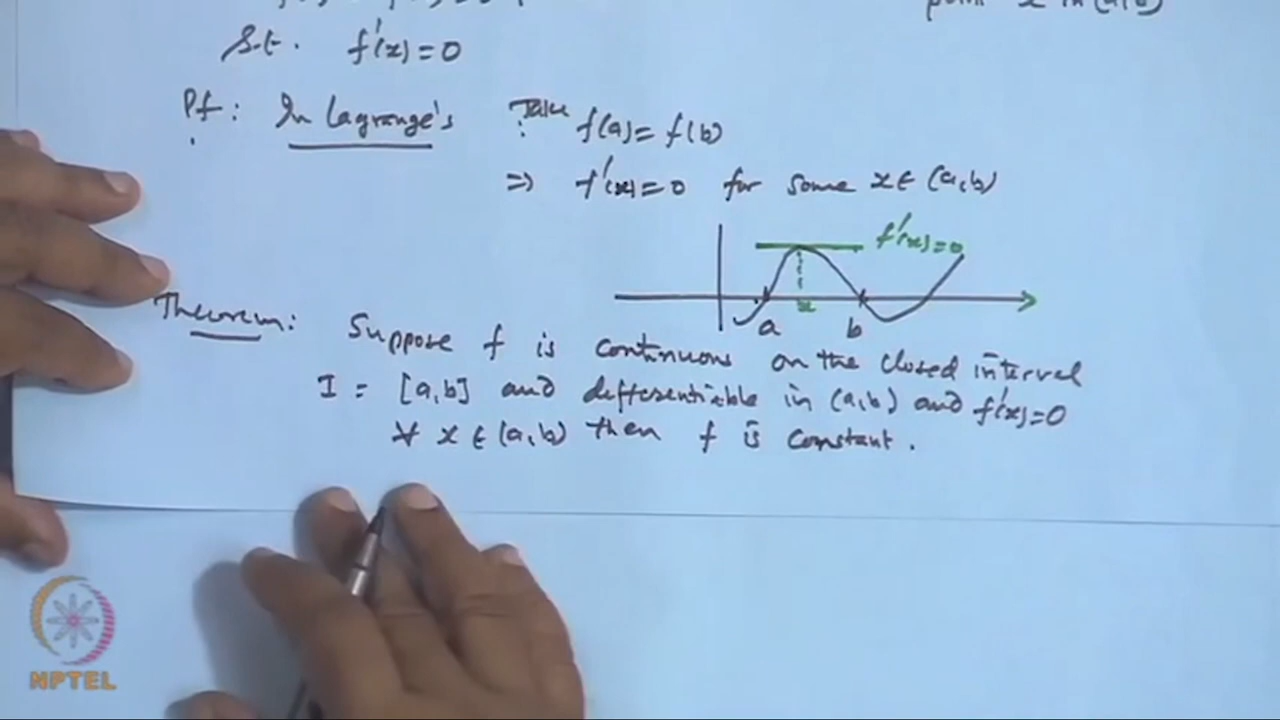 S.t. f'(x) = 0
Pf : In Lagrange's Take f(a) = f(b)
⇒ f'(x) = 0 for some x ∈ (a,b)
f'(x) = 0
x
a b
Theorem: Suppose f is continuous on the closed interval
I = [a,b] and differentiable in (a,b) and f'(x) = 0
∀ x ∈ (a,b) then f is constant.
NPTEL